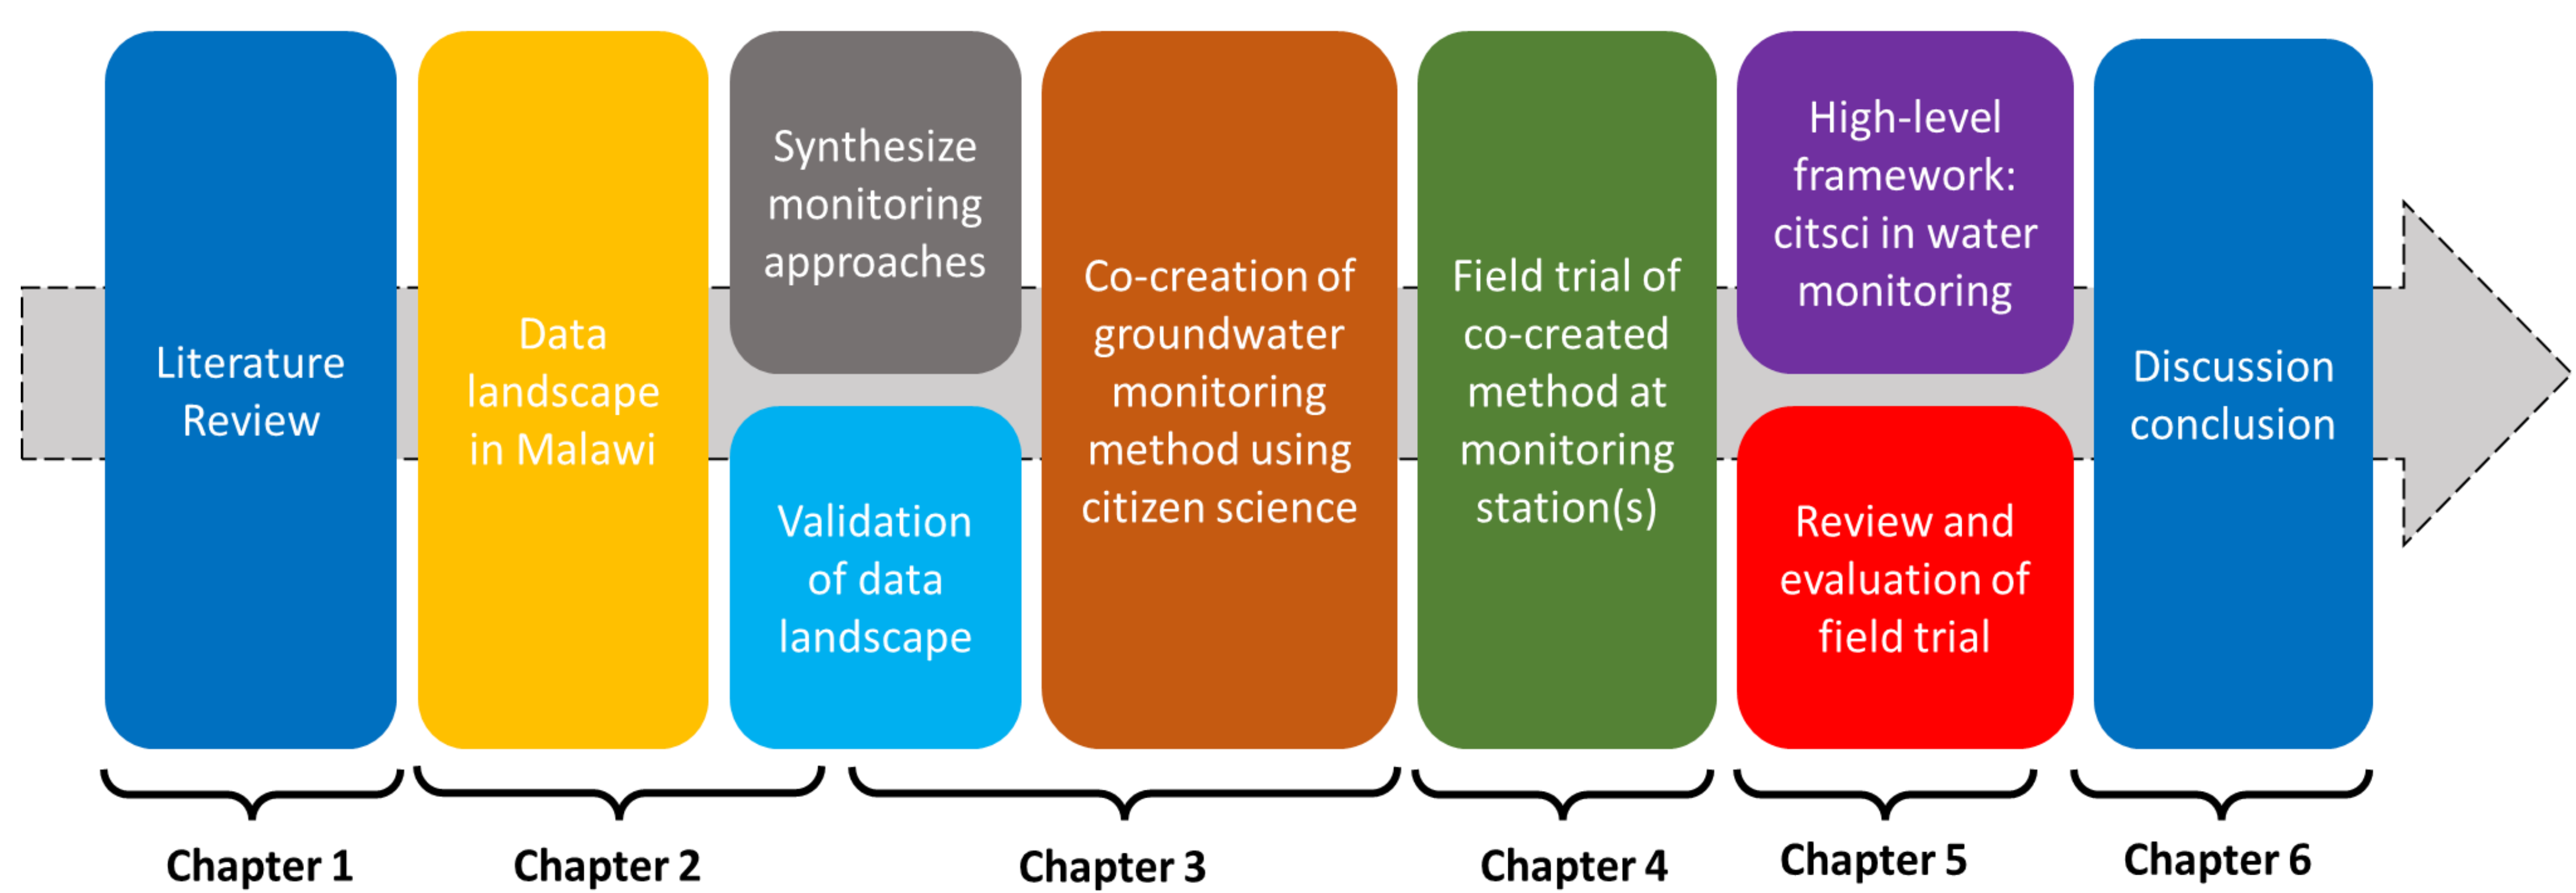 Literature
Review
Data
landscape
in Malawi
Synthesize
monitoring
approaches
Validation
of data
landscape
Co-creation of
groundwater
monitoring
method using
citizen science
Field trial of
co-created
method at
monitoring
station(s)
High-level
framework:
citsci in water
monitoring
Review and
evaluation of
field trial
Discussion
conclusion
Chapter 1
Chapter 2
Chapter 3
Chapter 4
Chapter 5
Chapter 6